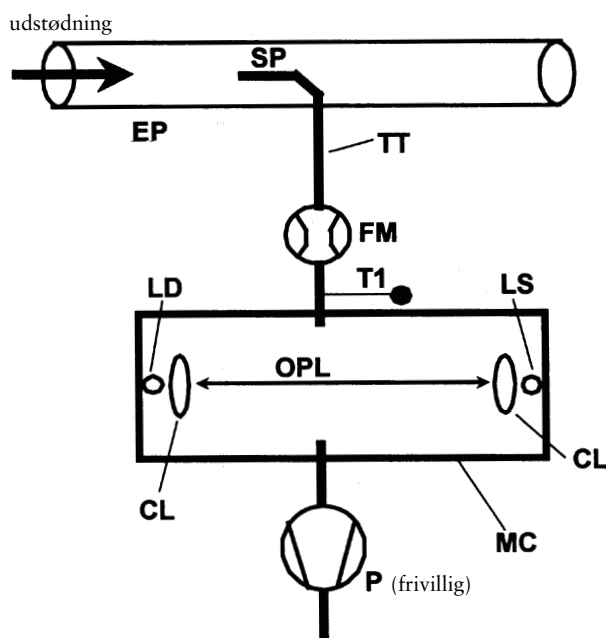 udstødning
SP
EP
TT
FM
T1
LD
LS
OPL
CL
CL
MC
P (frivillig)